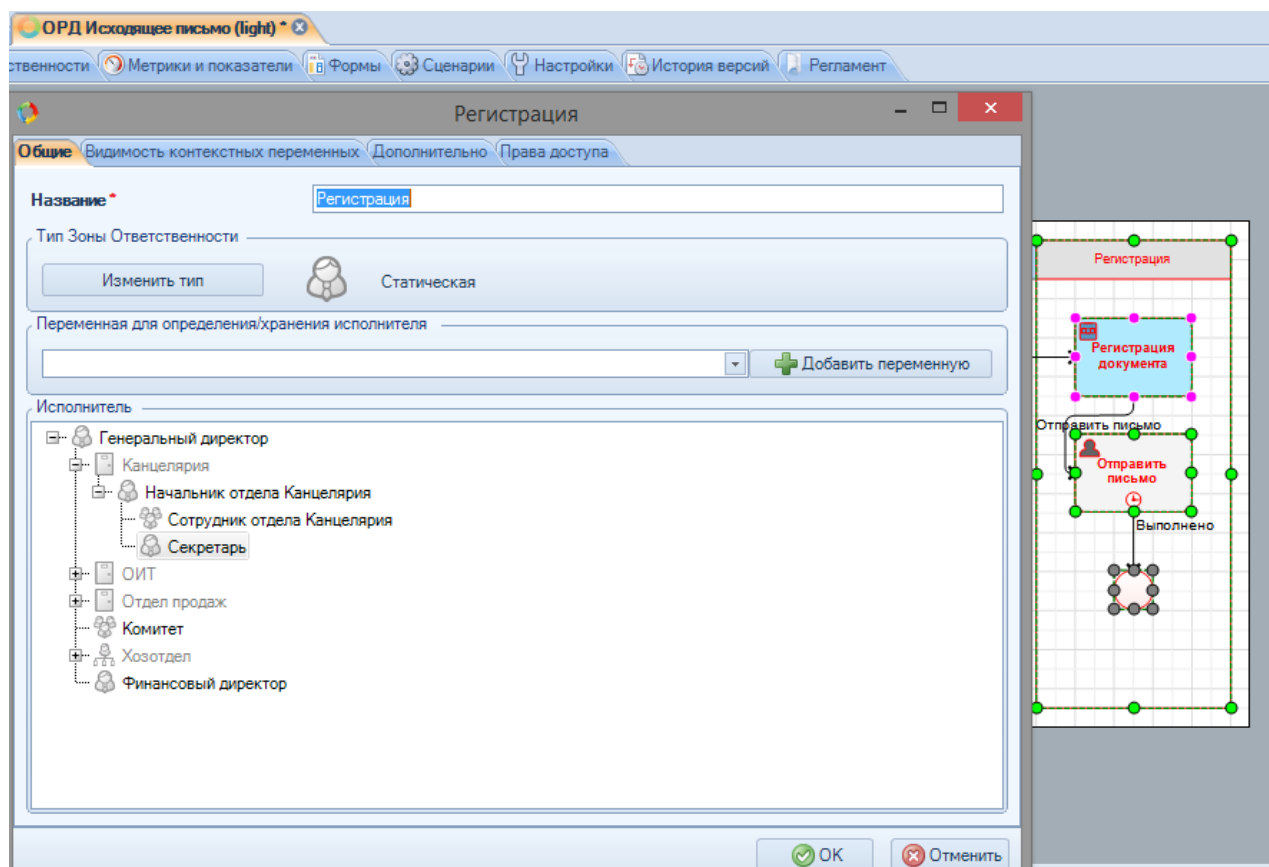 ОРД Исходящее письмо (light) *
ственности Метрики и показатели Формы Сценарии Настройки История версий Регламент
Регистрация
Общие Видимость контекстных переменных Дополнительно Права доступа
Название * Регистрация
Тип Зоны Ответственности
Изменить тип Статическая
Переменная для определения/хранения исполнителя
Добавить переменную
Исполнитель
Генеральный директор
Канцелярия
Начальник отдела Канцелярия
Сотрудник отдела Канцелярия
Секретарь
ОИТ
Отдел продаж
Комитет
Хозотдел
Финансовый директор
OK Отменить
Регистрация
Регистрация
документа
Отправить письмо
Отправить
письмо
Выполнено